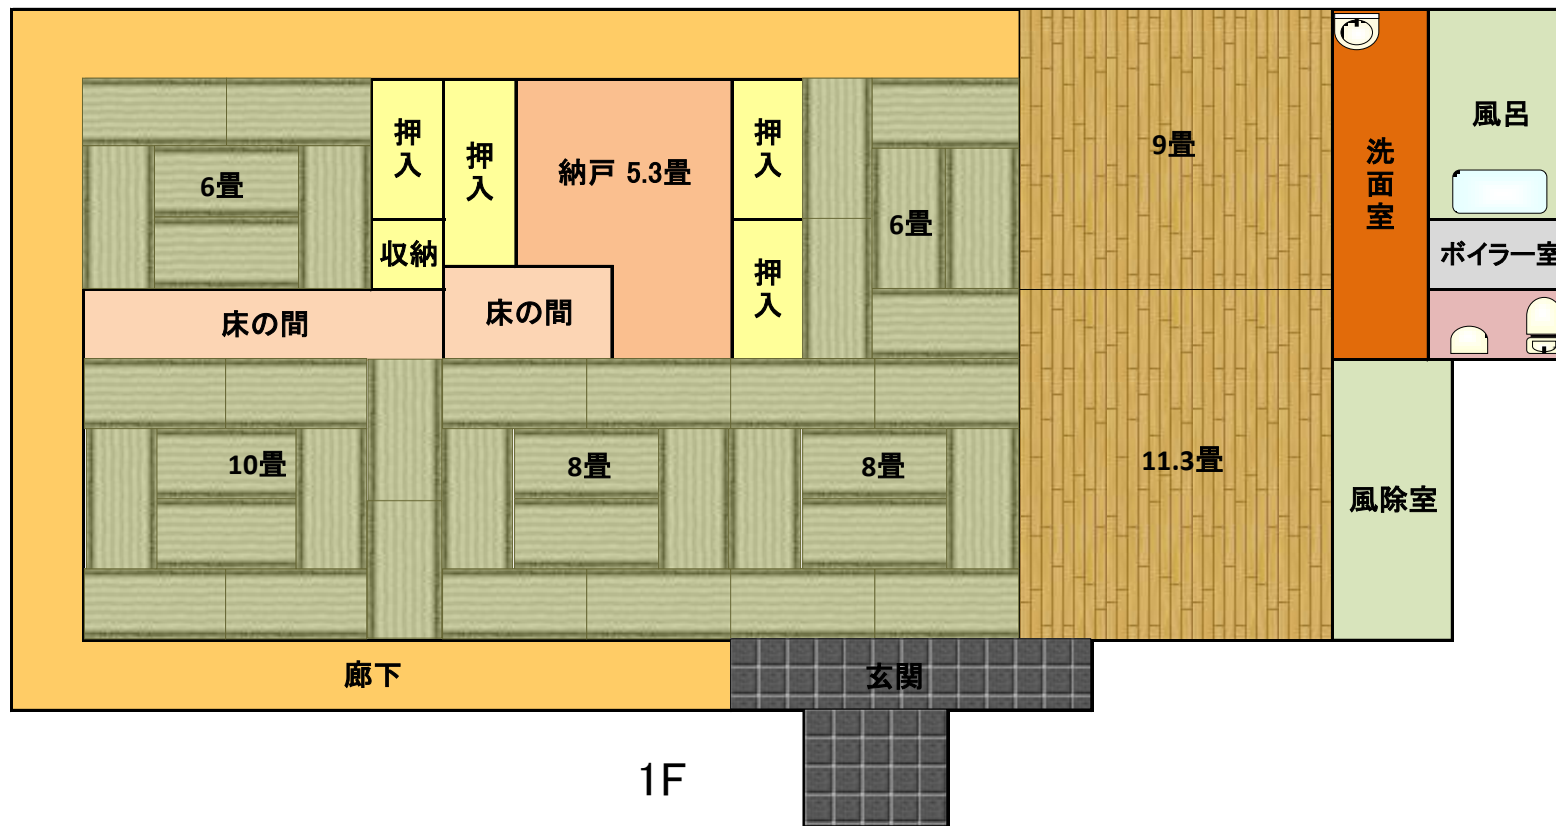 押入
押入
納戸 5.3畳
押入
9畳
洗面室
風呂
6畳
収納
6畳
押入
ボイラー室
床の間
床の間
10畳
8畳
8畳
11.3畳
風除室
廊下
玄関
1F